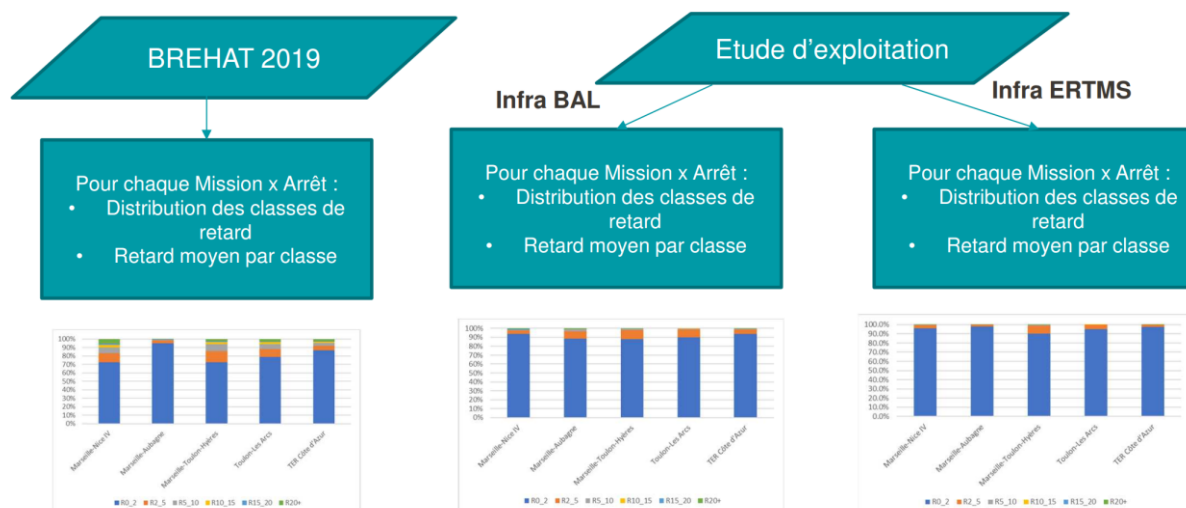 BREHAT 2019
Etude d'exploitation
Infra BAL
Infra ERTMS
Pour chaque Mission x Arrêt :
• Distribution des classes de
retard
• Retard moyen par classe
Pour chaque Mission x Arrêt :
• Distribution des classes de
retard
• Retard moyen par classe
Pour chaque Mission x Arrêt :
• Distribution des classes de
retard
• Retard moyen par classe
100%
90%
80%
70%
60%
50%
40%
30%
20%
10%
0%
Marseille-Nice IV
Marseille-Aubagne
Marseille-Toulon-Hyères
Toulon-Les Arcs
TER Côte d'Azur
R0_2 R2_5 R5_10 R10_15 R15_20 R20+
100%
90%
80%
70%
60%
50%
40%
30%
20%
10%
0%
Marseille-Nice IV
Marseille-Aubagne
Marseille-Toulon-Hyères
Toulon-Les Arcs
TER Côte d'Azur
R0_2 R2_5 R5_10 R10_15 R15_20 R20+
100.0%
90.0%
80.0%
70.0%
60.0%
50.0%
40.0%
30.0%
20.0%
10.0%
0.0%
Marseille-Nice IV
Marseille-Aubagne
Marseille-Toulon-Hyères
Toulon-Les Arcs
TER Côte d'Azur
R0_2 R2_5 R5_10 R10_15 R15_20 R20+